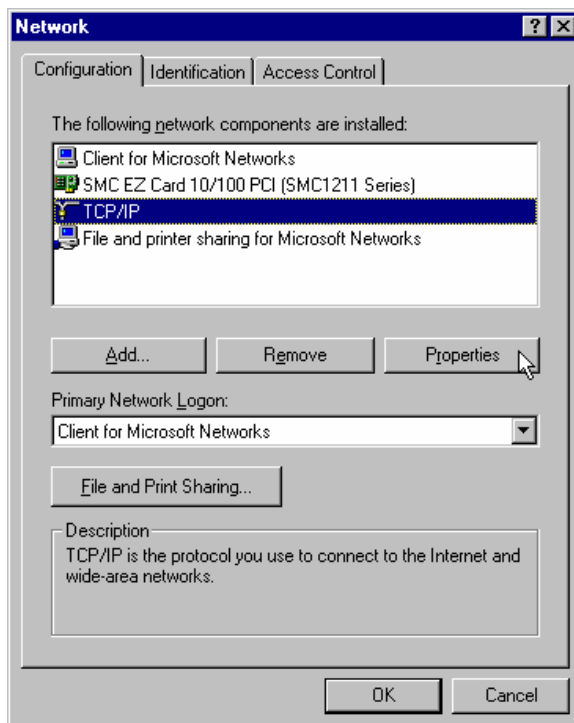 Network
Configuration Identification Access Control
The following network components are installed:
Client for Microsoft Networks
SMC EZ Card 10/100 PCI (SMC1211 Series)
TCP/IP
File and printer sharing for Microsoft Networks
Add... Remove Properties
Primary Network Logon:
Client for Microsoft Networks
File and Print Sharing...
Description
TCP/IP is the protocol you use to connect to the Internet and
wide-area networks.
OK Cancel